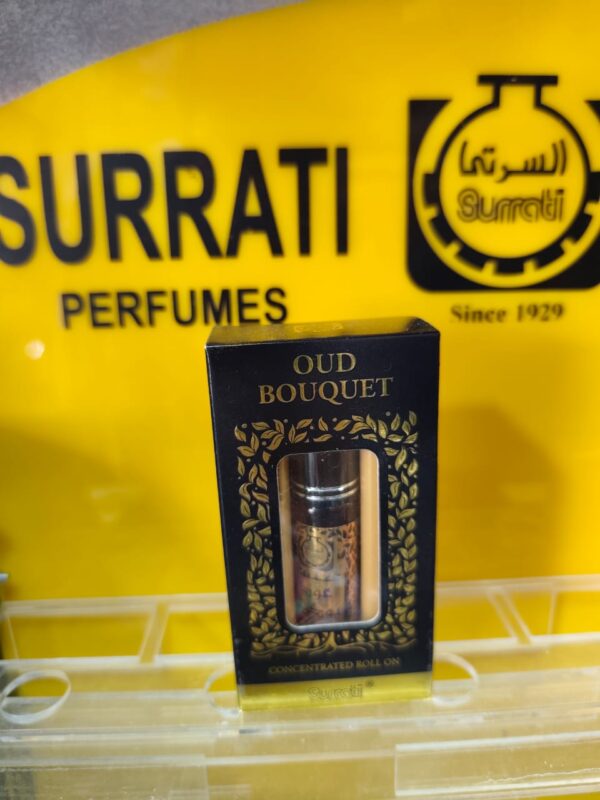 SURRATI
PERFUMES
السرتي
Surrati
Since 1929
OUD
BOUQUET
CONCENTRATED ROLL ON
Surrati®